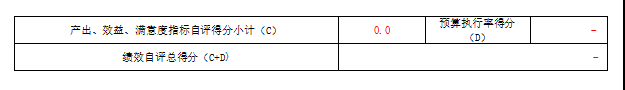 产出、效益、满意度指标自评得分小计（C） 0.0 预算执行率得分
（D） -
绩效自评总得分（C+D) -